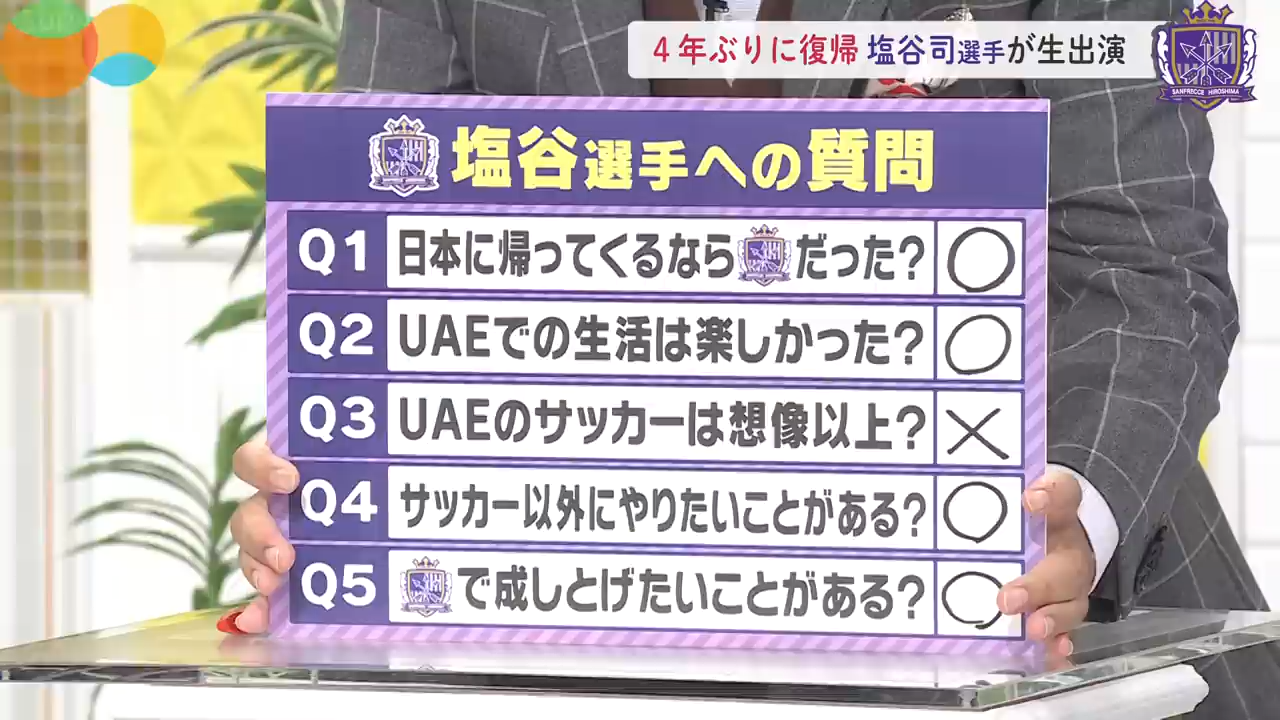 4年ぶりに復帰 塩谷司選手が生出演
SANFRECCE HIROSHIMA
塩谷選手への質問
Q1 日本に帰ってくるならだった? ○
Q2 UAEでの生活は楽しかった? ○
Q3 UAEのサッカーは想像以上? ×
Q4 サッカー以外にやりたいことがある? ○
Q5 で成しとげたいことがある? ○